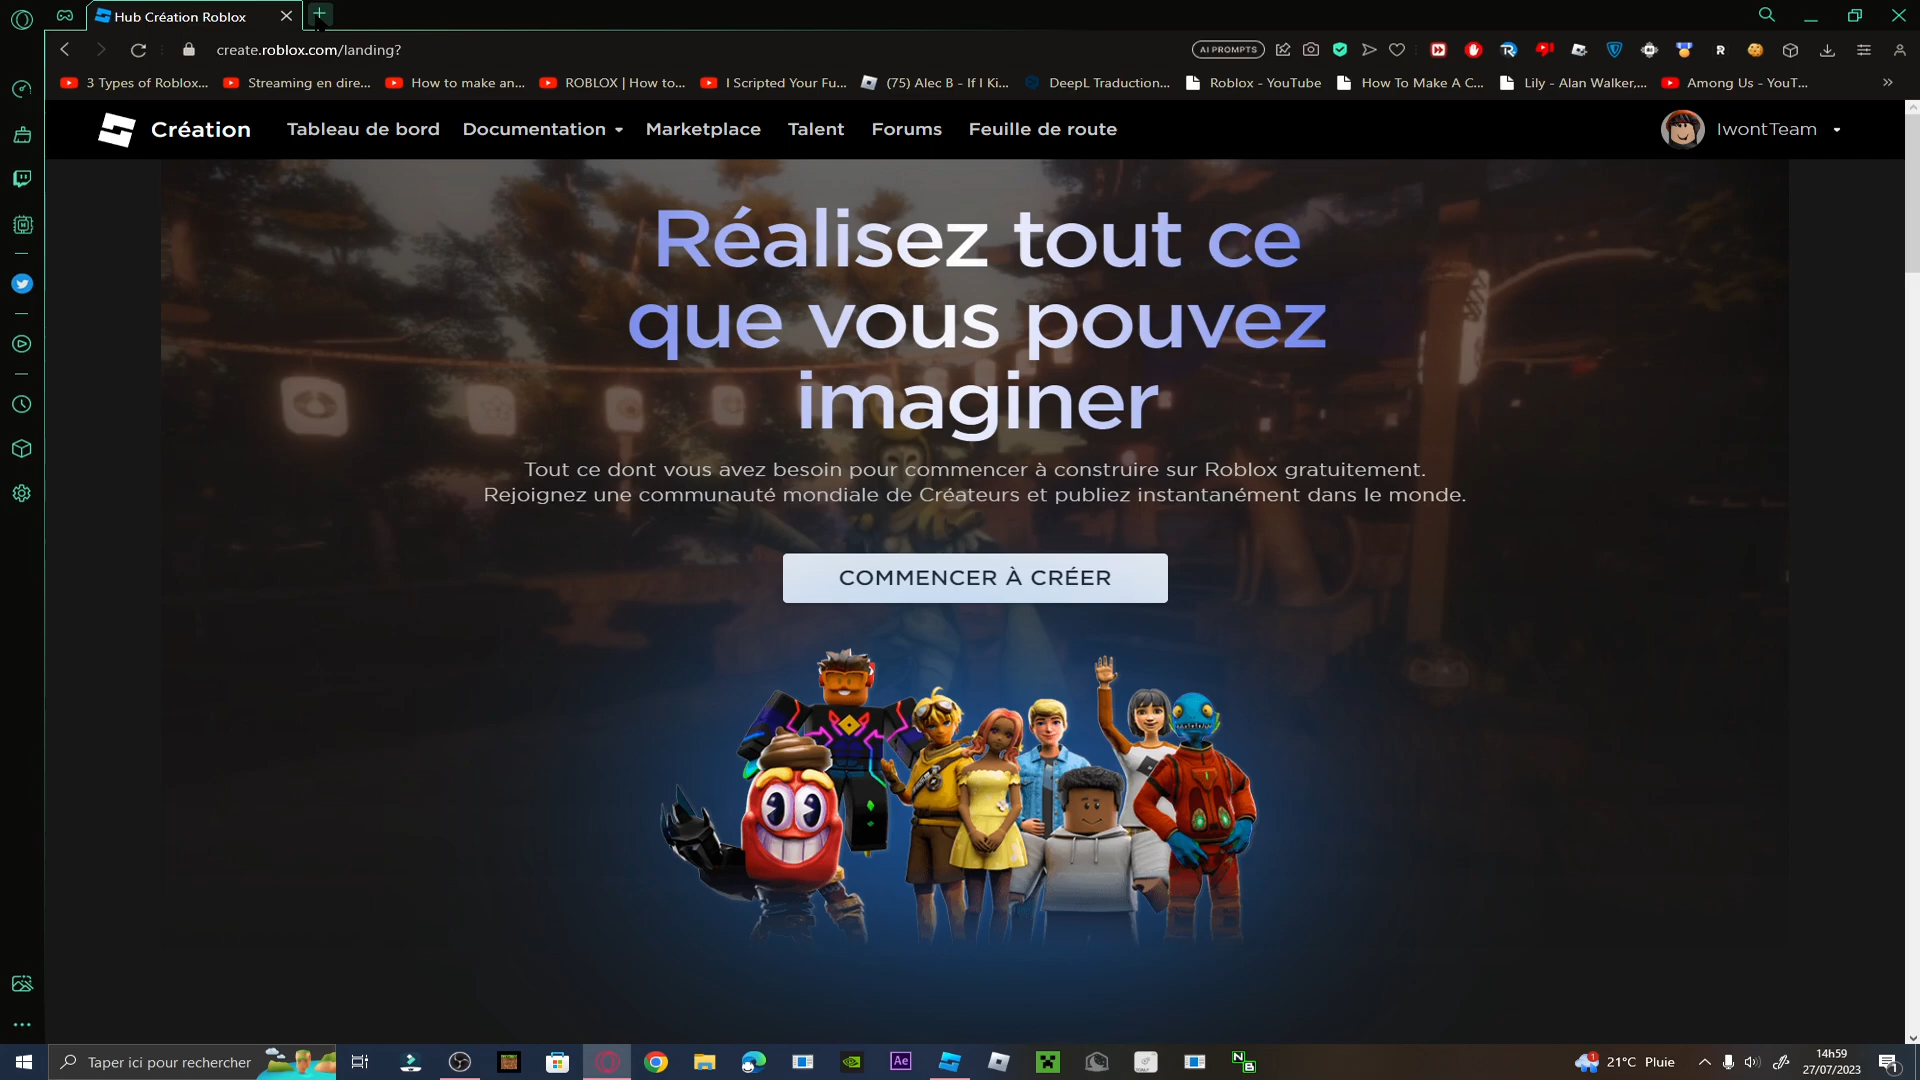 Hub Création Roblox
create.roblox.com/landing?
AI PROMPTS
3 Types of Roblox...
Streaming en dire...
How to make an...
ROBLOX | How to...
I Scripted Your Fu...
(75) Alec B - If I Ki...
DeepL Traduction...
Roblox - YouTube
How To Make A C...
Lily - Alan Walker,...
Among Us - YouT...
Création
Tableau de bord
Documentation
Marketplace
Talent
Forums
Feuille de route
IwontTeam
Réalisez tout ce
que vous pouvez
imaginer
Tout ce dont vous avez besoin pour commencer à construire sur Roblox gratuitement.
Rejoignez une communauté mondiale de Créateurs et publiez instantanément dans le monde.
COMMENCER À CRÉER
Taper ici pour rechercher
Ae
N
B
1
21°C Pluie
14h59
27/07/2023
1